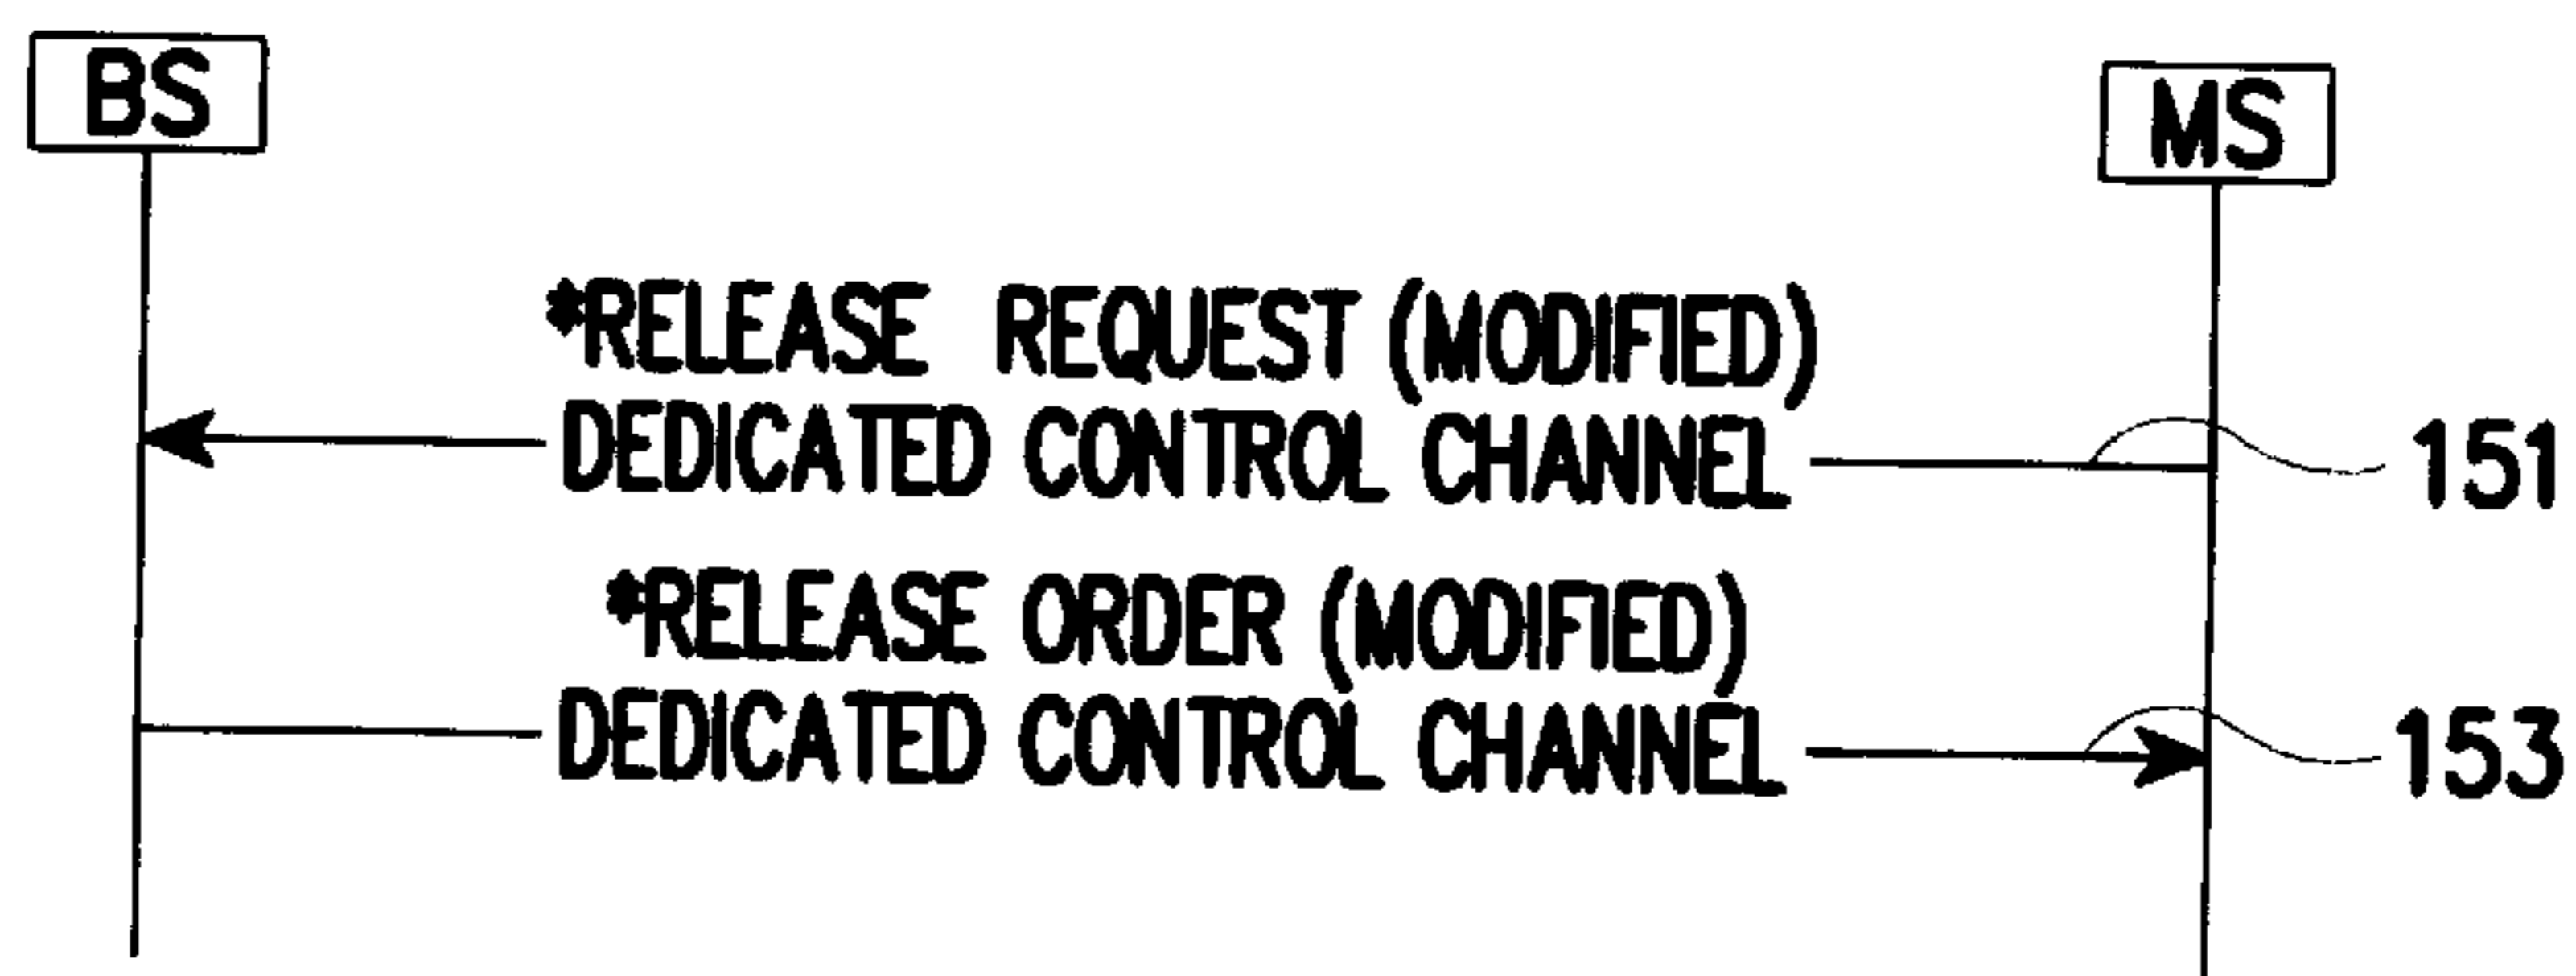 BS
MS
*RELEASE REQUEST (MODIFIED)
DEDICATED CONTROL CHANNEL
151
*RELEASE ORDER (MODIFIED)
DEDICATED CONTROL CHANNEL
153